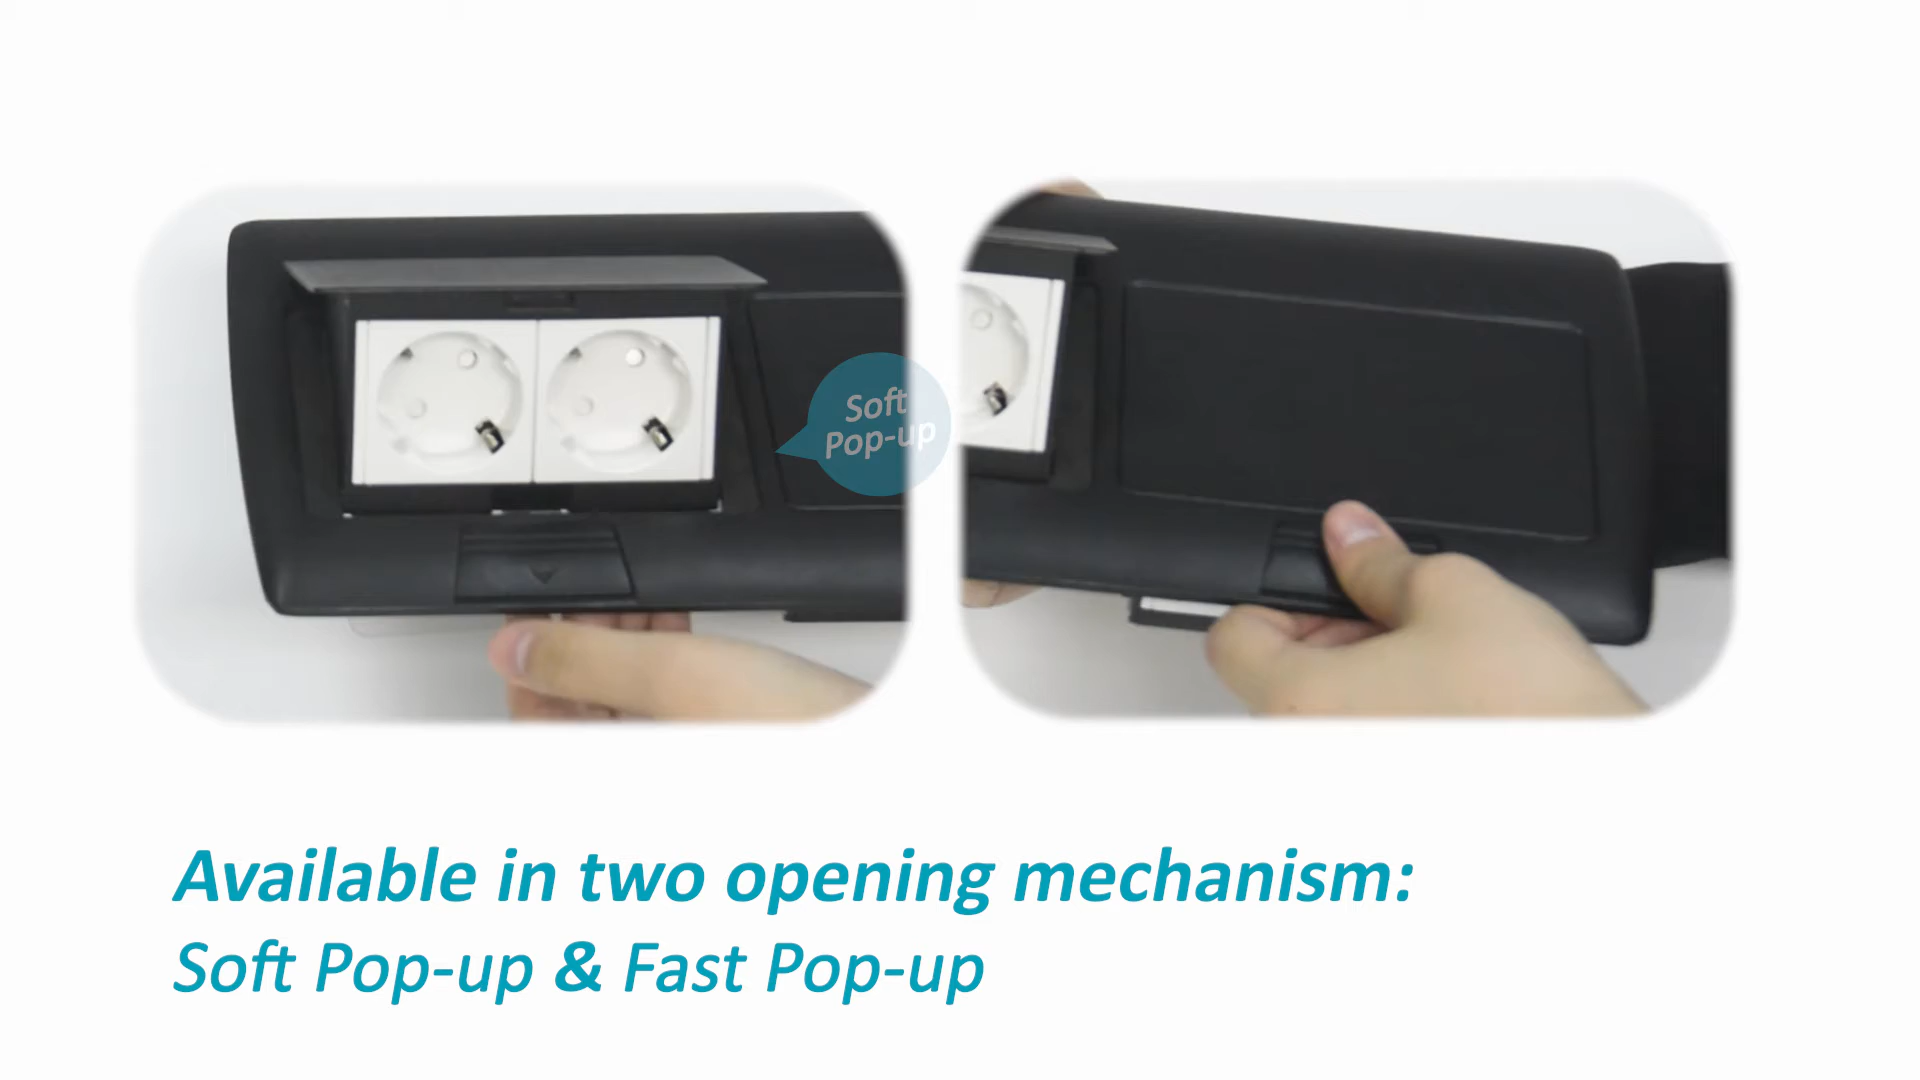 Soft
Pop-up
Available in two opening mechanism:
Soft Pop-up & Fast Pop-up